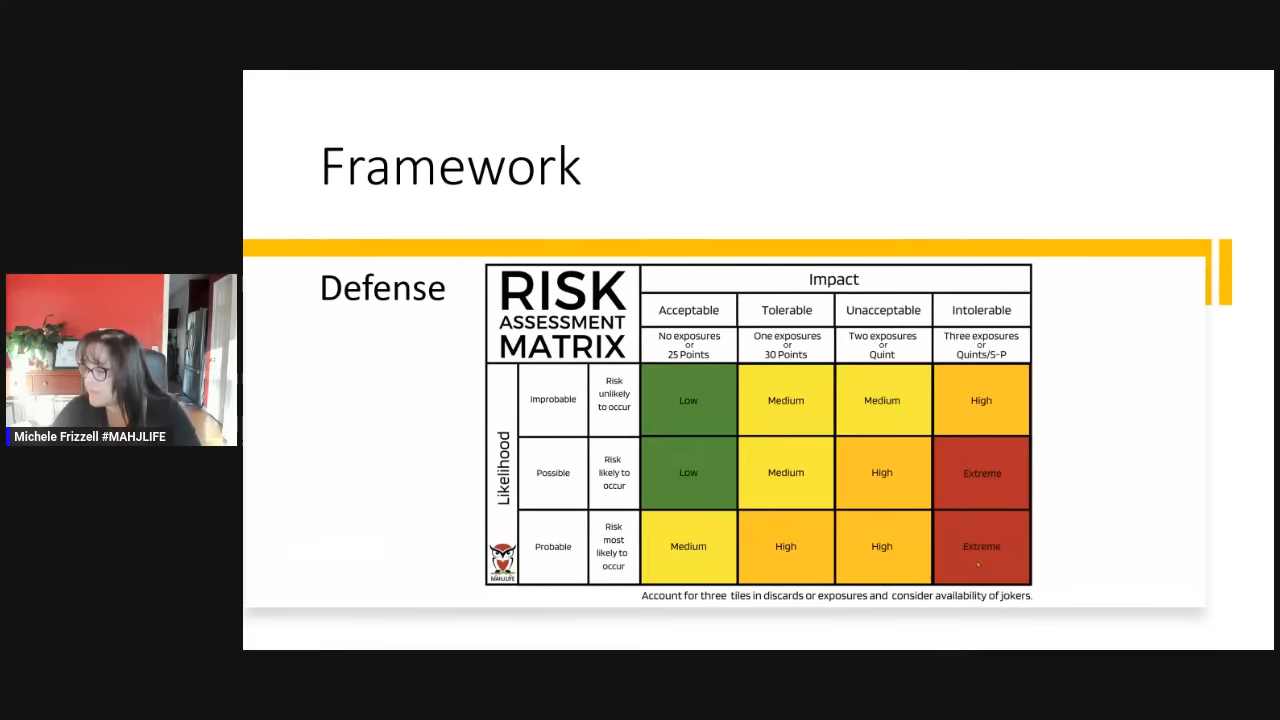 Framework
Defense
RISK
ASSESSMENT
MATRIX
Impact
Acceptable
Tolerable
Unacceptable
Intolerable
No exposures
or
25 Points
One exposures
or
30 Points
Two exposures
or
Quint
Three exposures
or
Quints/S-P
Likelihood
Improbable
Risk
unlikely
to occur
Low
Medium
Medium
High
Possible
Risk
likely to
occur
Low
Medium
High
Extreme
Probable
Risk
most
likely to
occur
Medium
High
High
Extreme
MAHJLIFE
Account for three tiles in discards or exposures and consider availability of jokers.
Michele Frizzell #MAHJLIFE